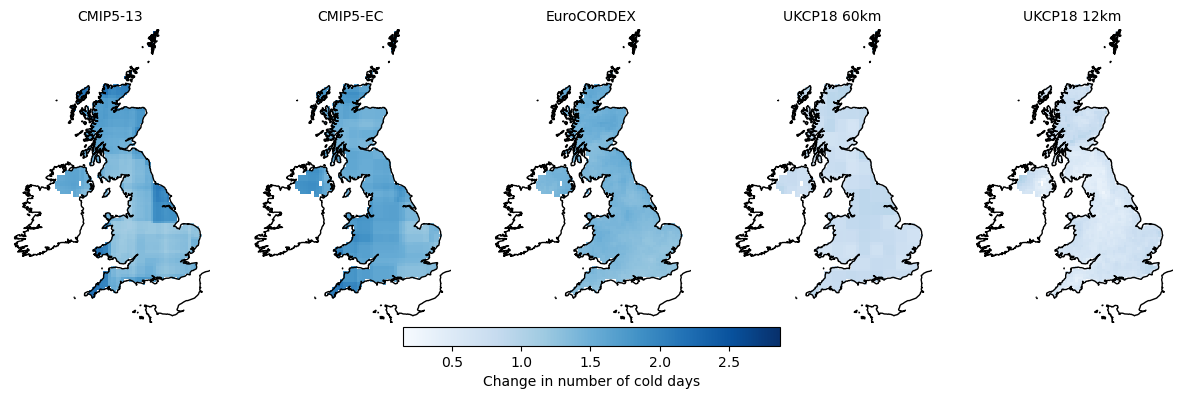 CMIP5-13 CMIP5-EC EuroCORDEX UKCP18 60km UKCP18 12km
0.5 1.0 1.5 2.0 2.5
Change in number of cold days